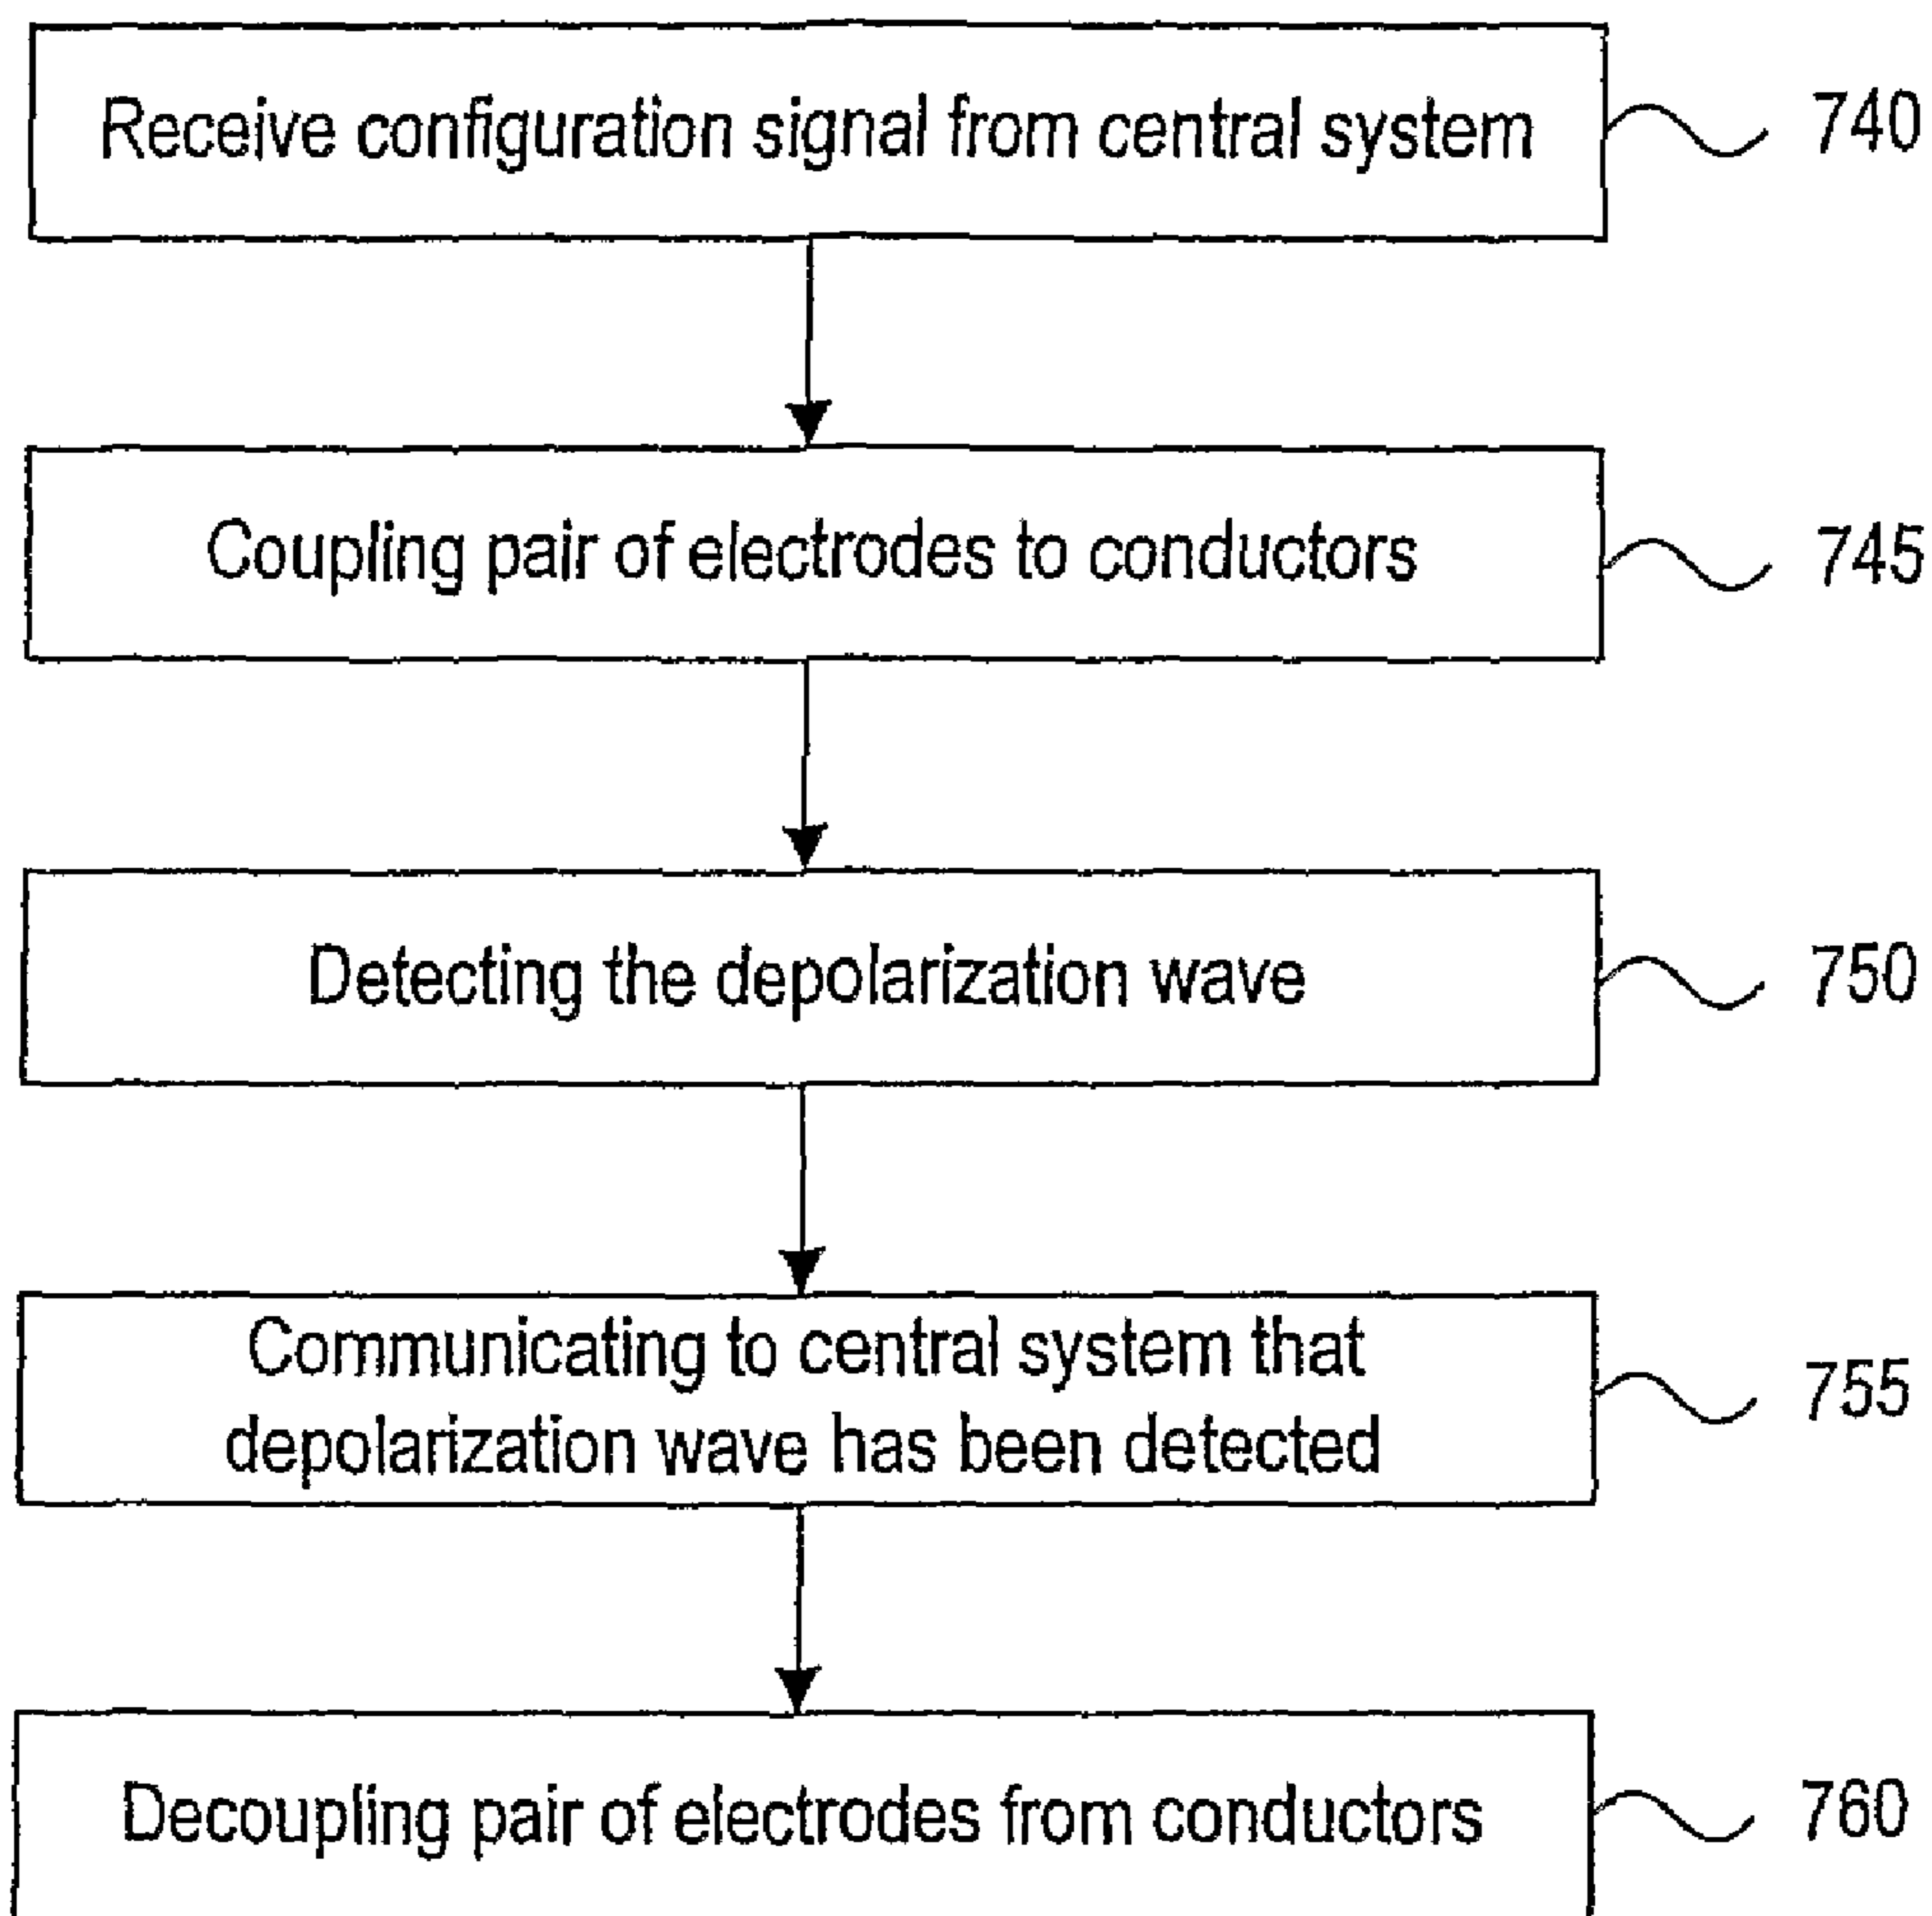 Receive configuration signal from central system
740
Coupling pair of electrodes to conductors
745
Detecting the depolarization wave
750
Communicating to central system that
depolarization wave has been detected
755
Decoupling pair of electrodes from conductors
760